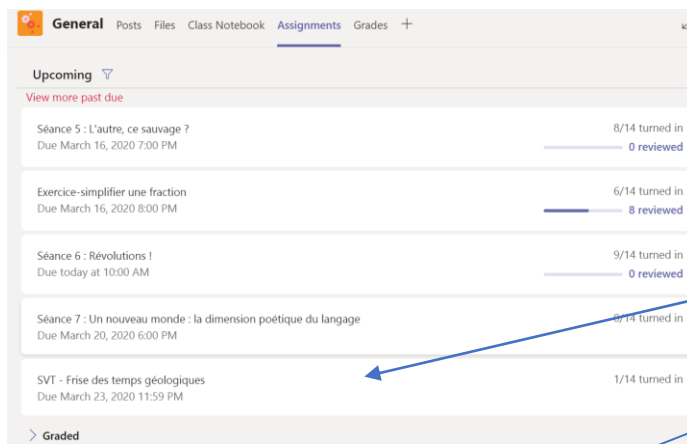 General Posts Files Class Notebook Assignments Grades +
Upcoming
View more past due
Séance 5 : L'autre, ce sauvage ?
8/14 turned in
Due March 16, 2020 7:00 PM
0 reviewed
Exercice-simplifier une fraction
6/14 turned in
Due March 16, 2020 8:00 PM
8 reviewed
Séance 6 : Révolutions !
9/14 turned in
Due today at 10:00 AM
0 reviewed
Séance 7 : Un nouveau monde : la dimension poétique du langage
turned in
Due March 20, 2020 6:00 PM
SVT - Frise des temps géologiques
1/14 turned in
Due March 23, 2020 11:59 PM
Graded